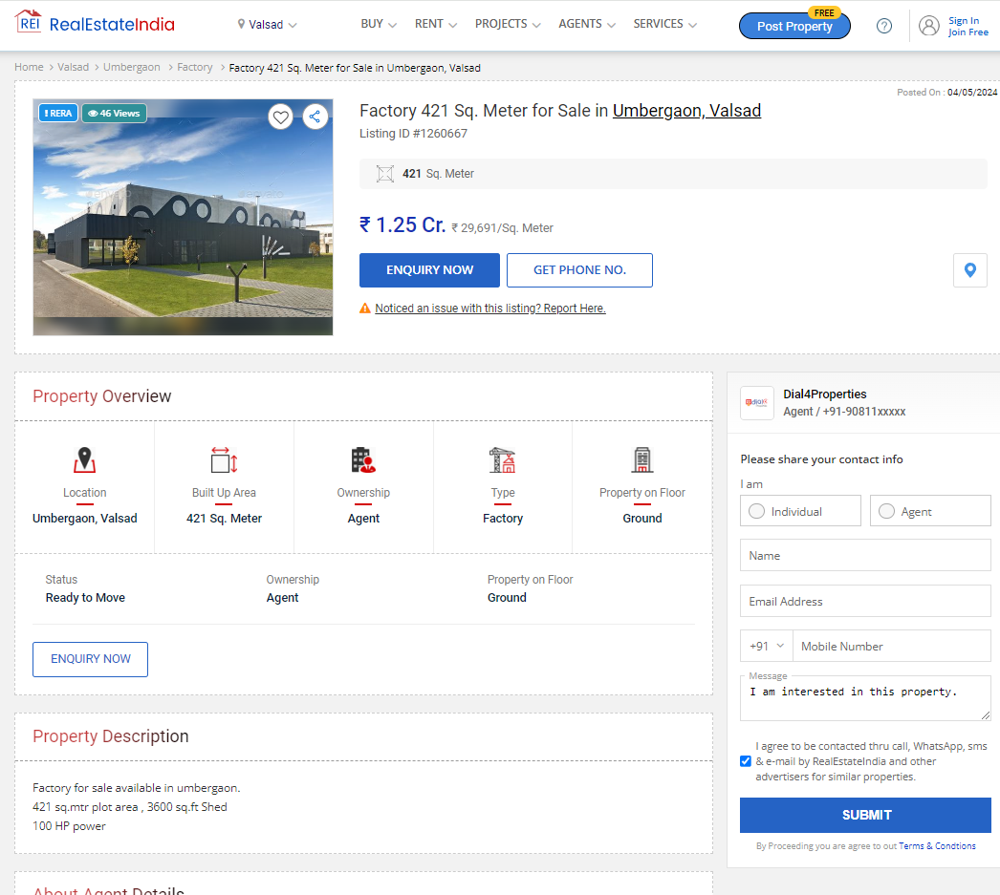 REI RealEstateIndia
Valsad
BUY RENT PROJECTS AGENTS SERVICES
FREE
Post Property
?
Sign In
Join Free
Home > Valsad > Umbergaon > Factory > Factory 421 Sq. Meter for Sale in Umbergaon, Valsad
Posted On : 04/05/2024
RERA 46 Views
Factory 421 Sq. Meter for Sale in Umbergaon, Valsad
Listing ID #1260667
421 Sq. Meter
₹ 1.25 Cr. ₹ 29,691/Sq. Meter
ENQUIRY NOW GET PHONE NO.
Noticed an issue with this listing? Report Here.
Property Overview
Location Built Up Area Ownership Type Property on Floor
Umbergaon, Valsad 421 Sq. Meter Agent Factory Ground
Status Ownership Property on Floor
Ready to Move Agent Ground
ENQUIRY NOW
Property Description
Factory for sale available in umbergaon.
421 sq.mtr plot area , 3600 sq.ft Shed
100 HP power
About Agent Details
Dial4Properties
Agent / +91-90811xxxxx
Please share your contact info
I am
Individual Agent
Name
Email Address
+91 Mobile Number
Message
I am interested in this property.
I agree to be contacted thru call, WhatsApp, sms
& e-mail by RealEstateIndia and other
advertisers for similar properties.
SUBMIT
By Proceeding you are agree to out Terms & Condtions